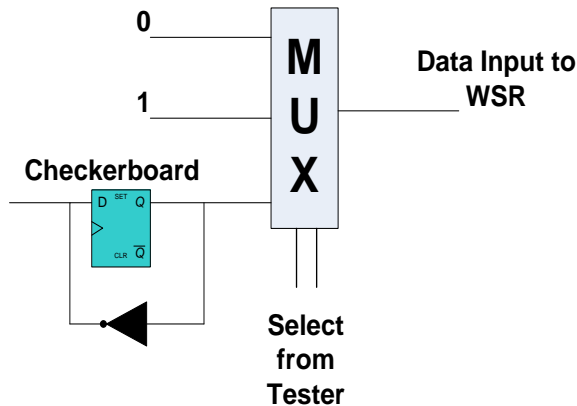 0
M
U
X
Data Input to
WSR
1
Checkerboard
D SET Q
CLR Q̅
Select
from
Tester